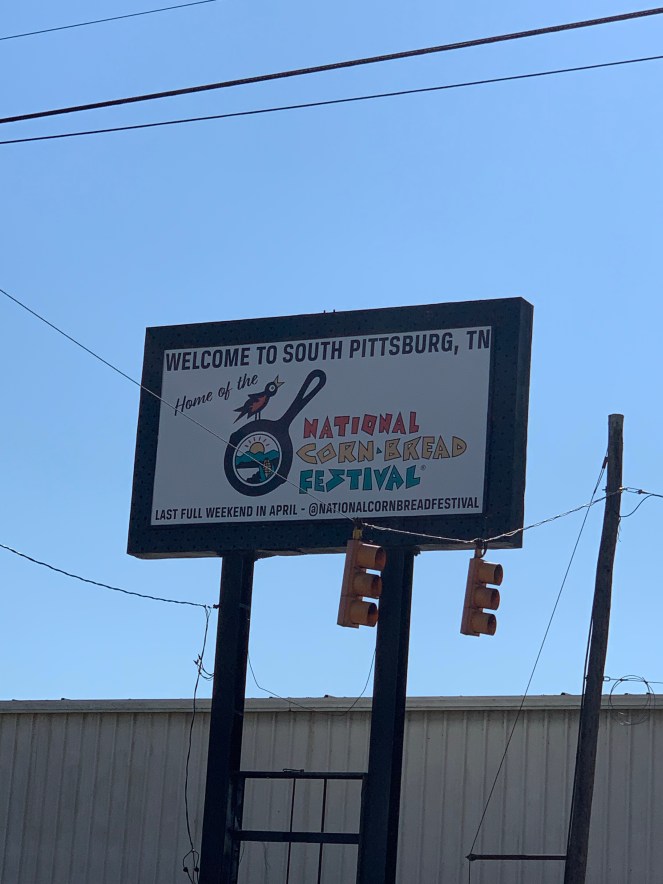 WELCOME TO SOUTH PITTSBURG, TN
Home of the
NATIONAL
CORN BREAD
FESTIVAL®
LAST FULL WEEKEND IN APRIL - @NATIONALCORNBREADFESTIVAL